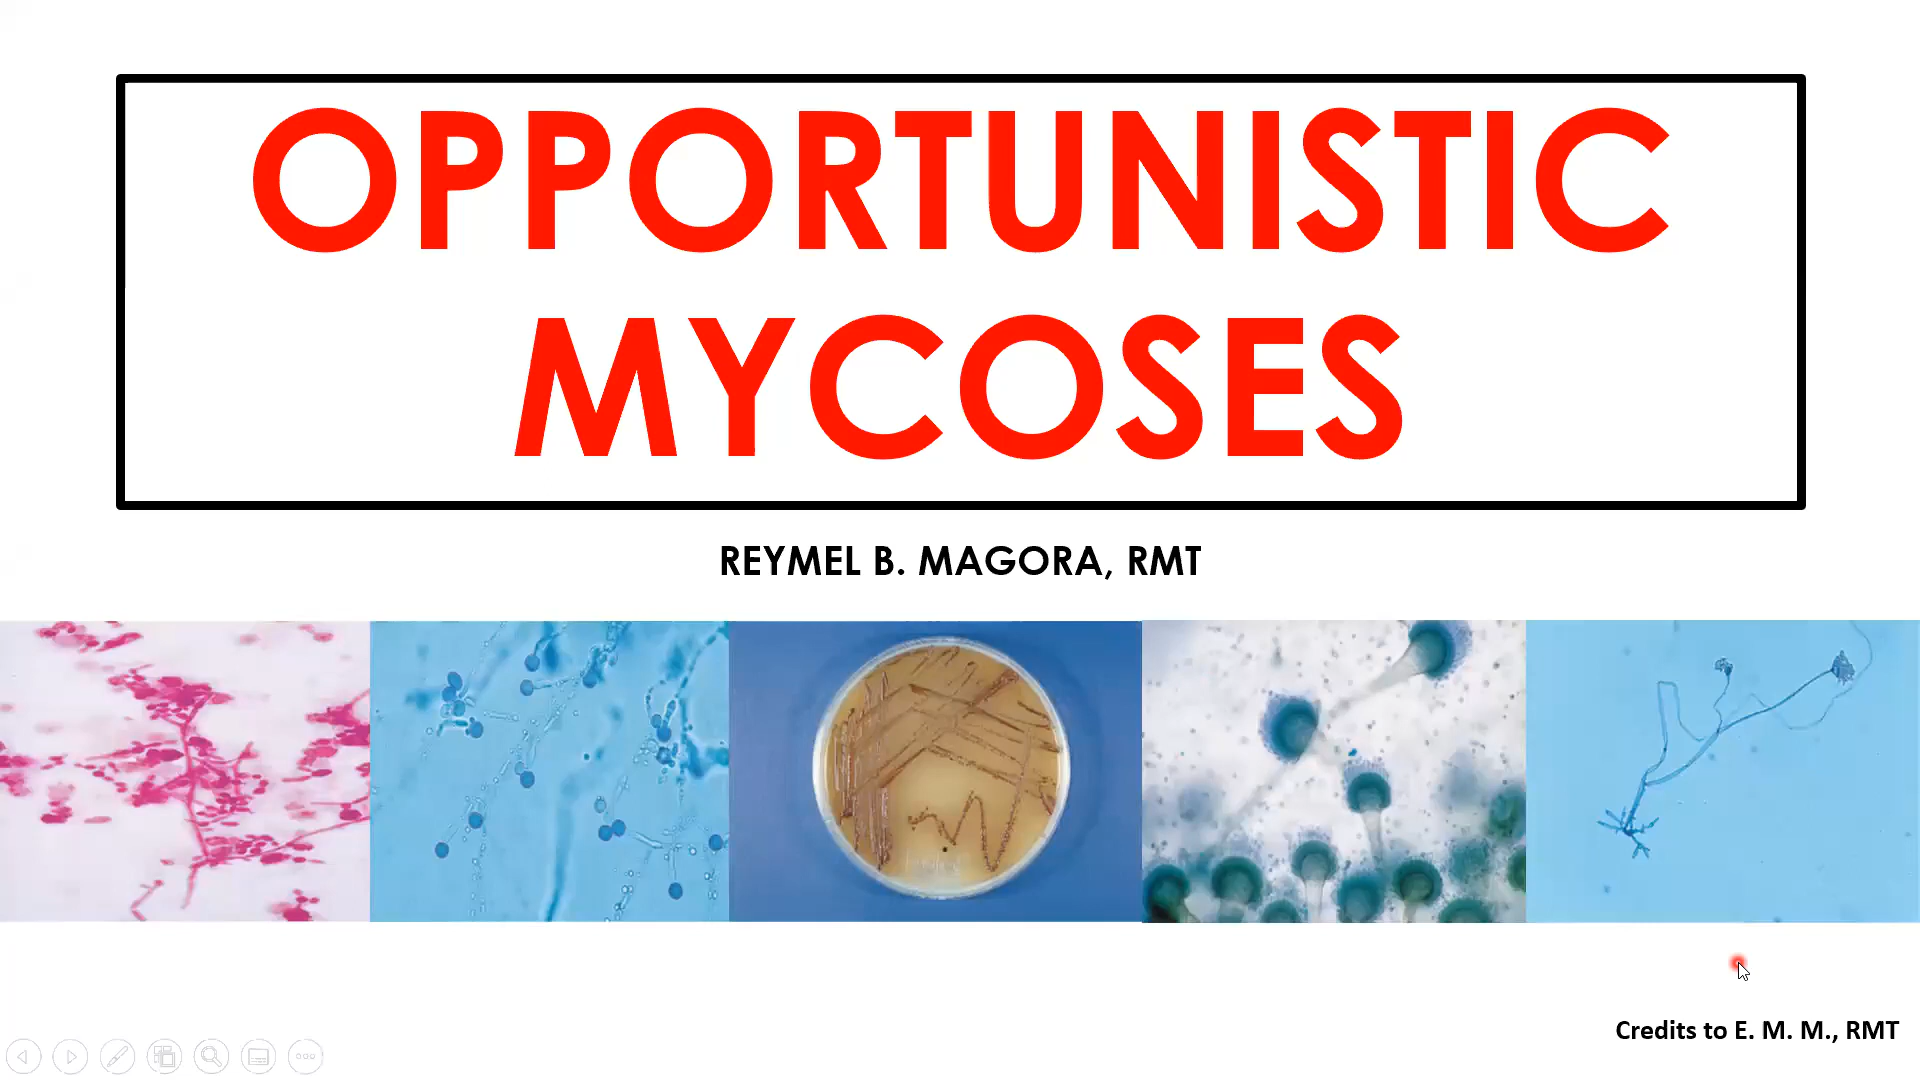 OPPORTUNISTIC
MYCOSES
REYMEL B. MAGORA, RMT
Credits to E. M. M., RMT